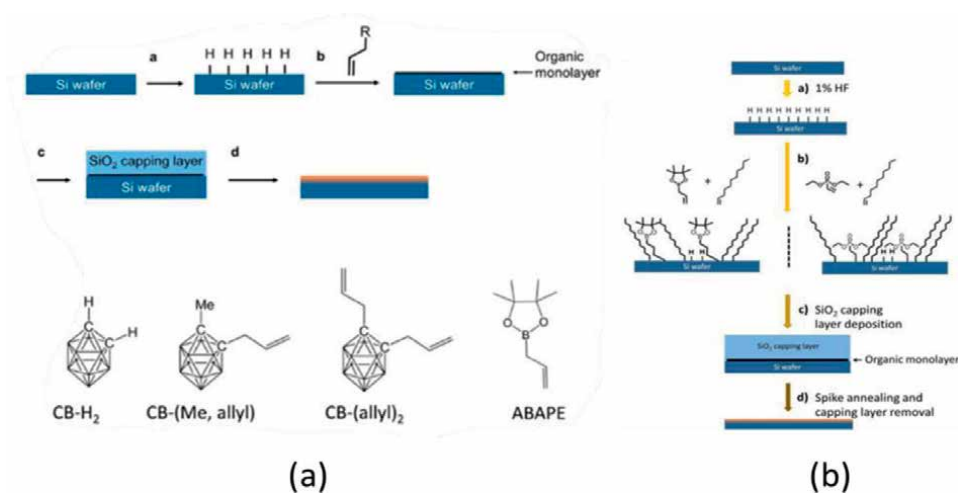 a
H H H H H
b
R
Organic
monolayer
Si wafer
Si wafer
Si wafer
c
SiO₂ capping layer
Si wafer
d
H
C
C
H
CB-H₂
Me
C
C
CB-(Me, allyl)
C
C
CB-(allyl)₂
O
O
B
ABAPE
(a)
Si wafer
a) 1% HF
H H H H H H H H H
Si wafer
b)
+
+
H H
Si wafer
H H
Si wafer
c) SiO₂ capping
layer deposition
SiO₂ capping layer
Si wafer
Organic monolayer
d) Spike annealing and
capping layer removal
(b)